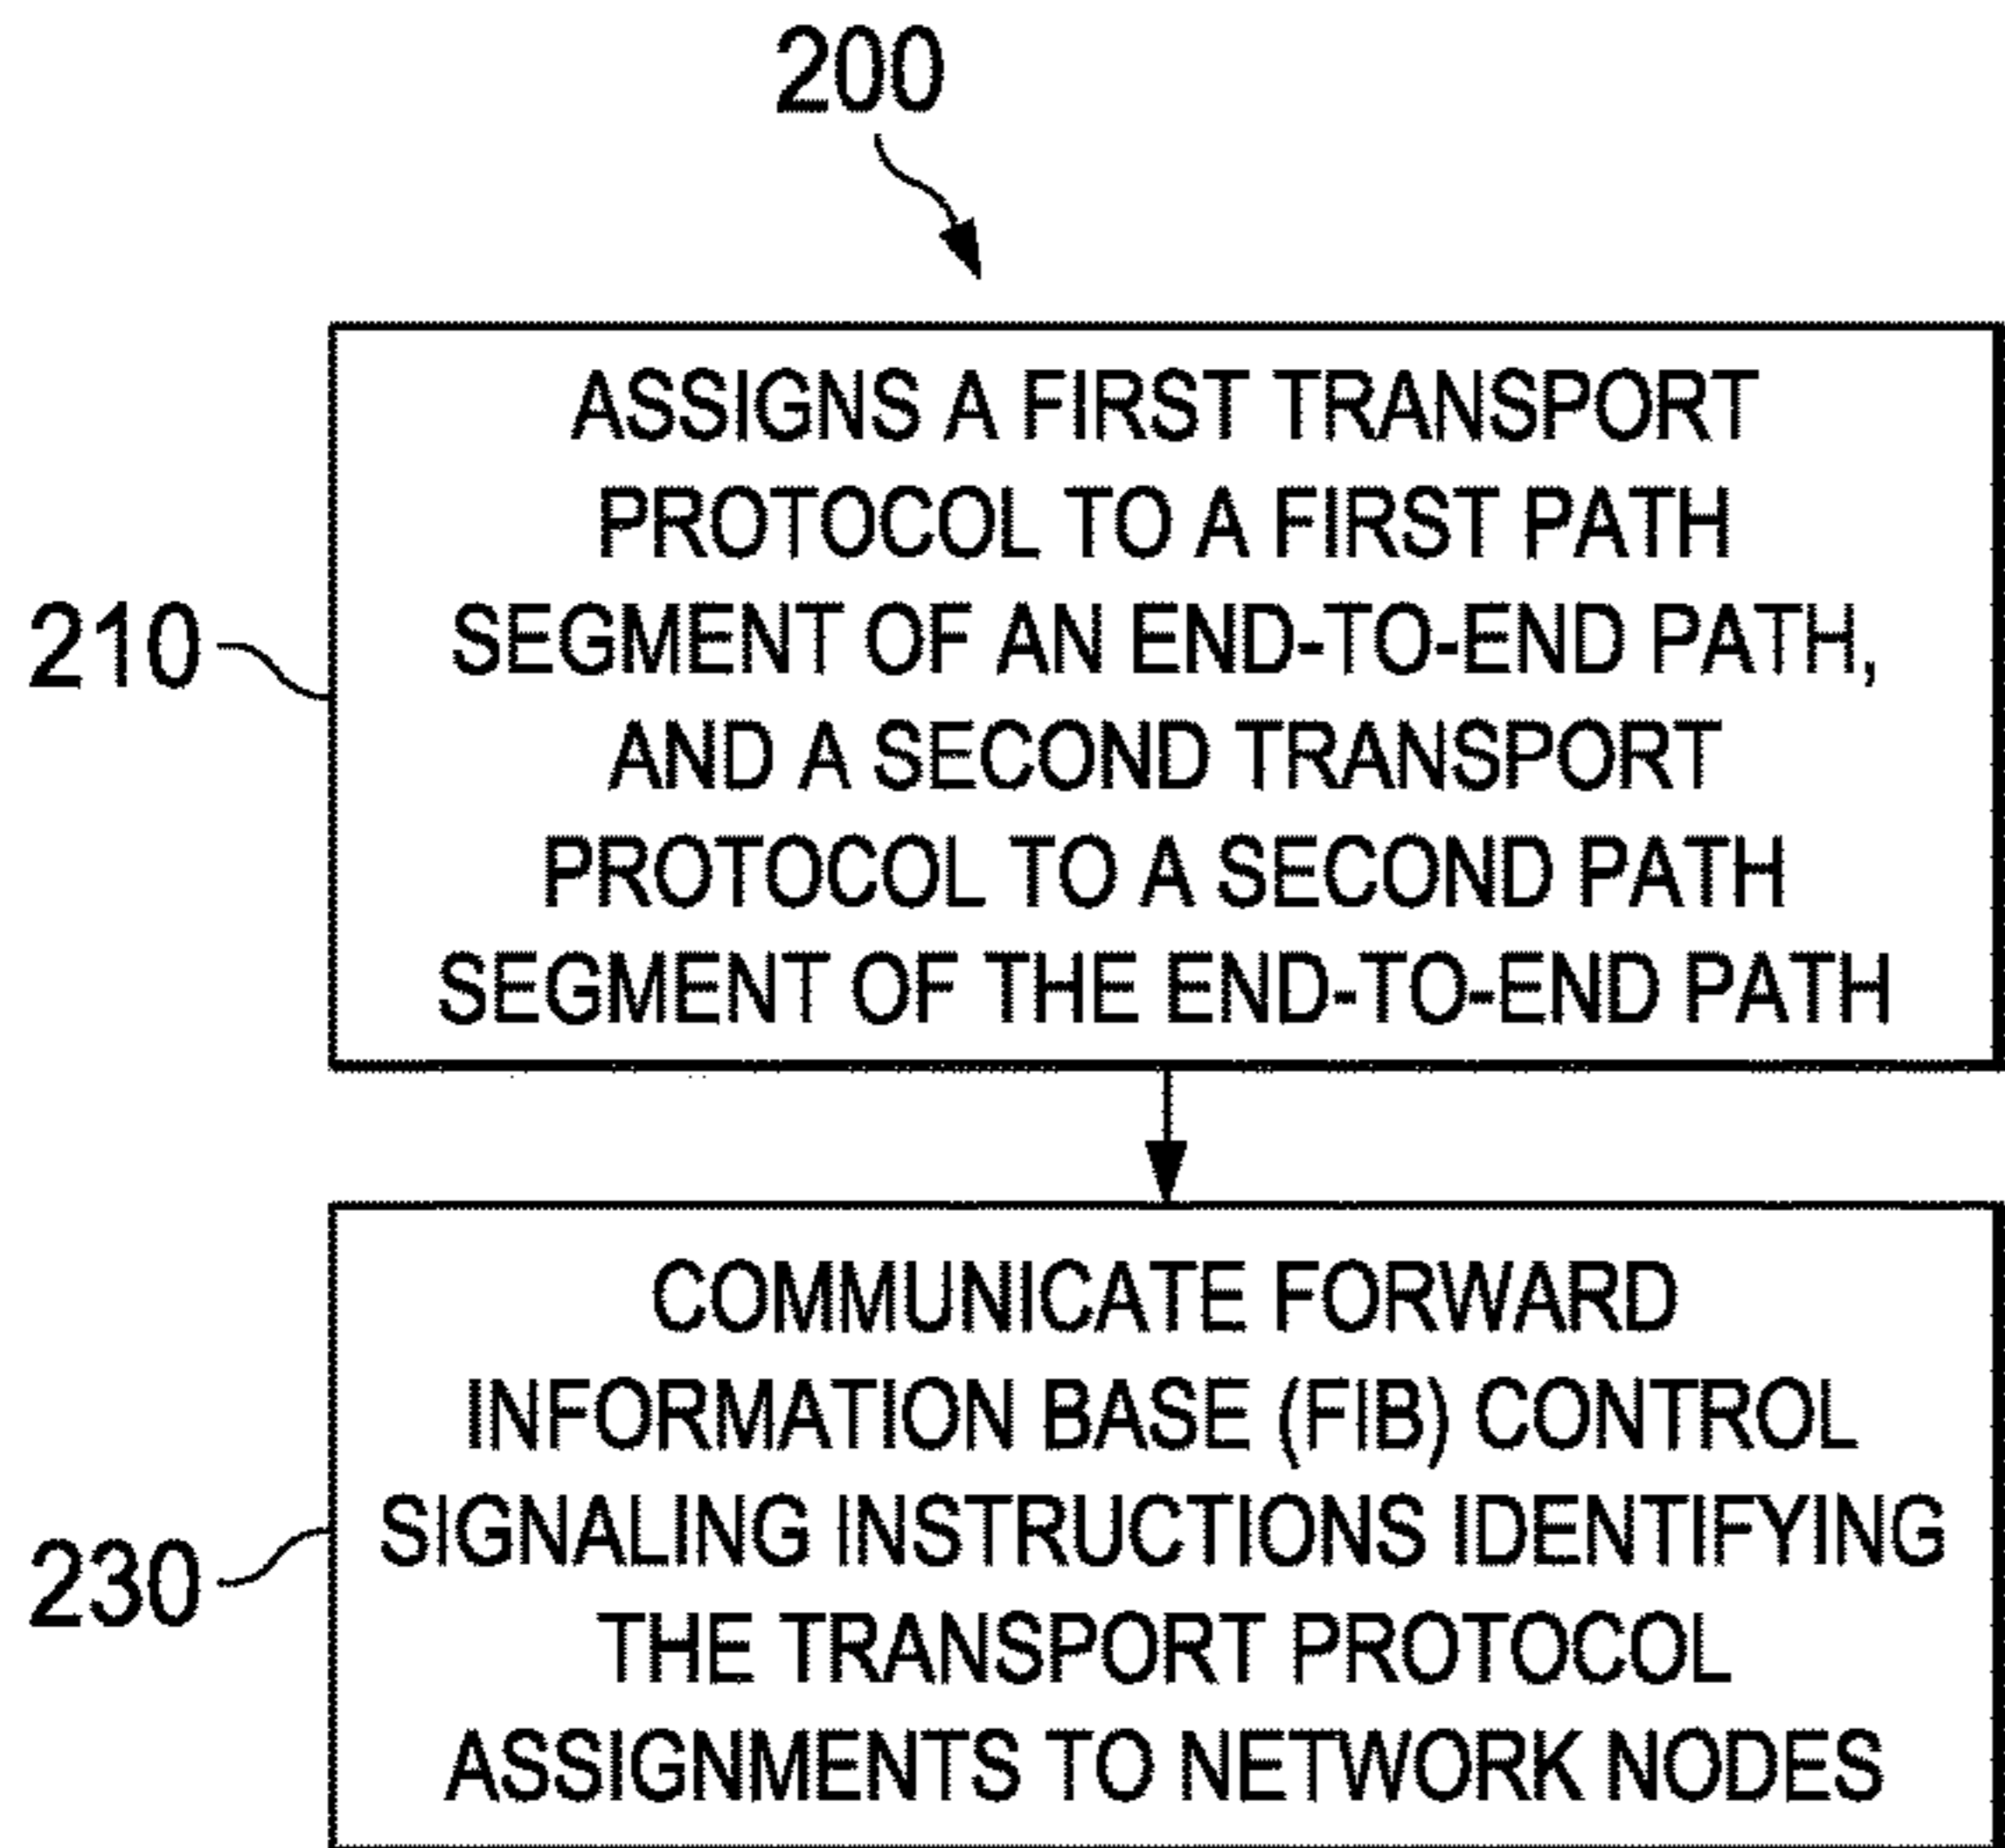 200
210
ASSIGNS A FIRST TRANSPORT
PROTOCOL TO A FIRST PATH
SEGMENT OF AN END-TO-END PATH,
AND A SECOND TRANSPORT
PROTOCOL TO A SECOND PATH
SEGMENT OF THE END-TO-END PATH
230
COMMUNICATE FORWARD
INFORMATION BASE (FIB) CONTROL
SIGNALING INSTRUCTIONS IDENTIFYING
THE TRANSPORT PROTOCOL
ASSIGNMENTS TO NETWORK NODES